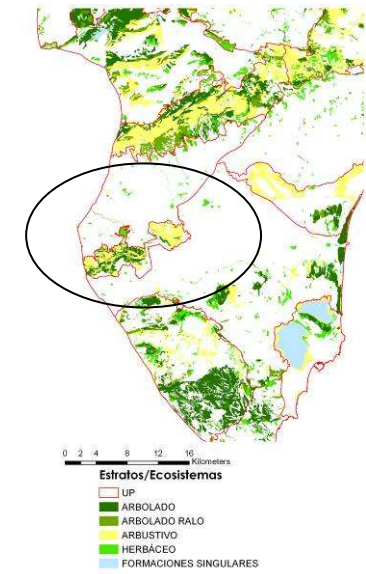 0 2 4 8 12 16
Kilometers
Estratos/Ecosistemas
UP
ARBOLADO
ARBOLADO RALO
ARBUSTIVO
HERBÁCEO
FORMACIONES SINGULARES